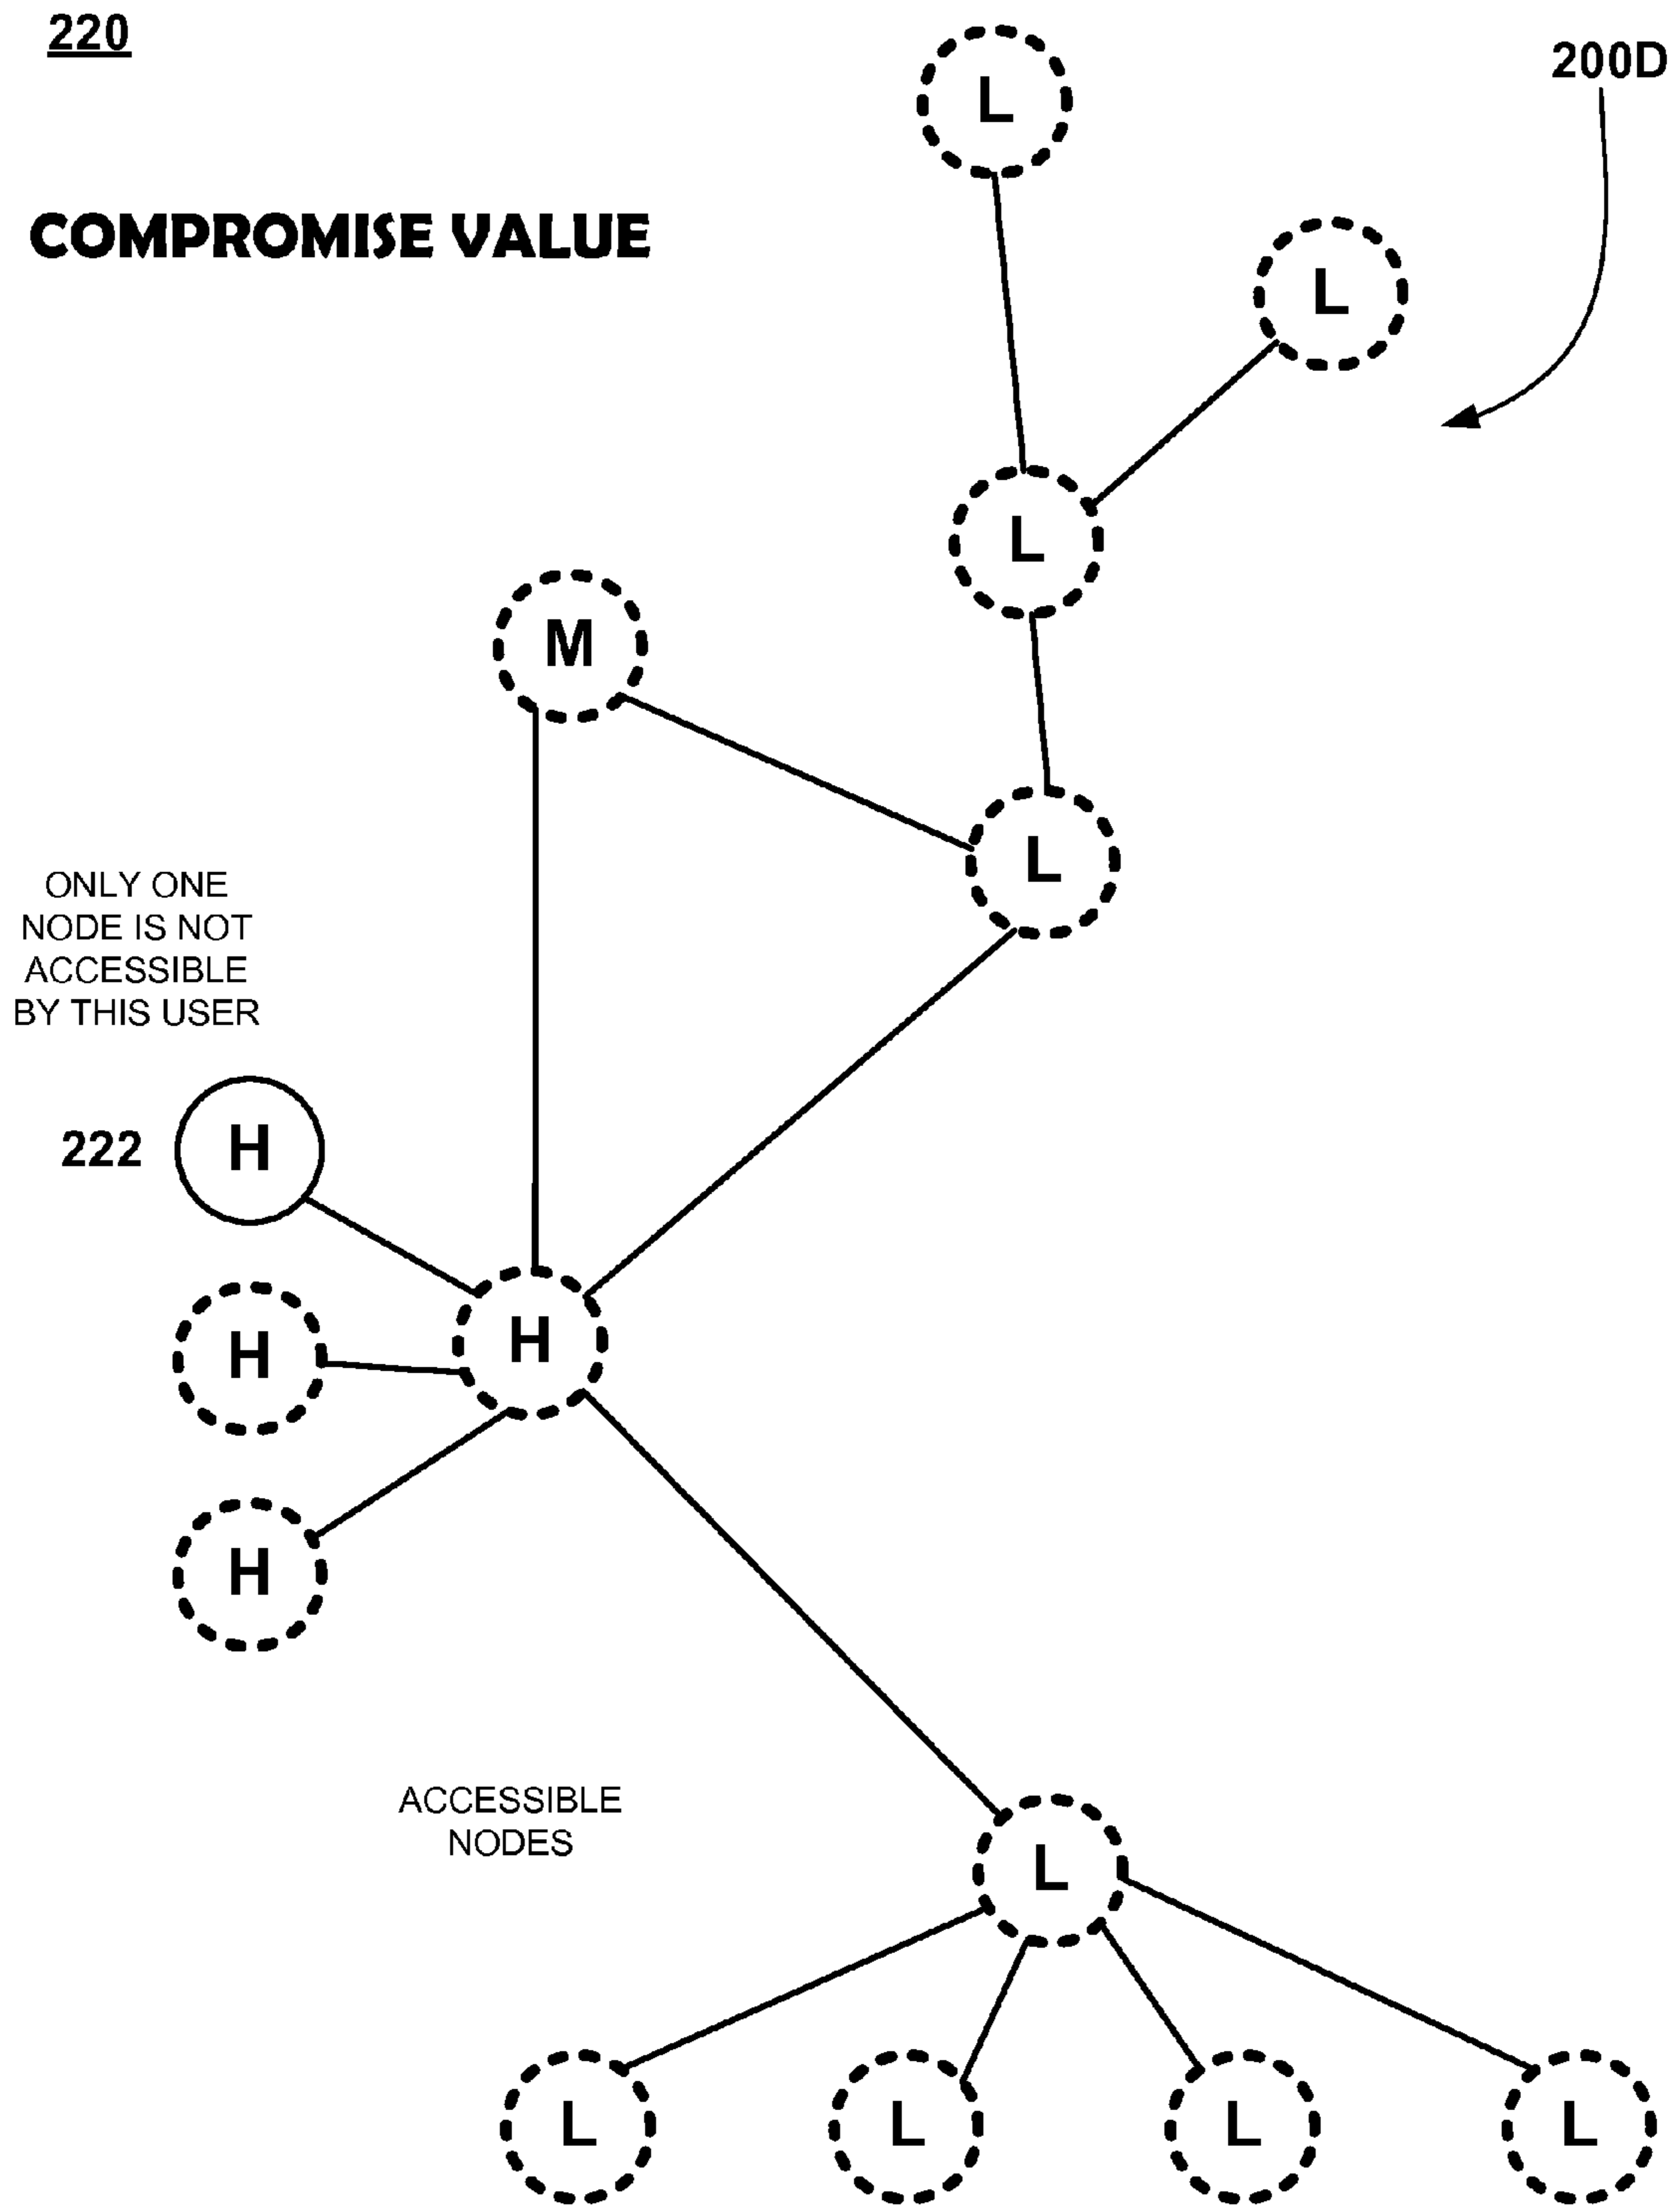 220
L
200D
COMPROMISE VALUE
L
L
M
L
ONLY ONE
NODE IS NOT
ACCESSIBLE
BY THIS USER
222
H
H
H
H
ACCESSIBLE
NODES
L
L
L
L
L